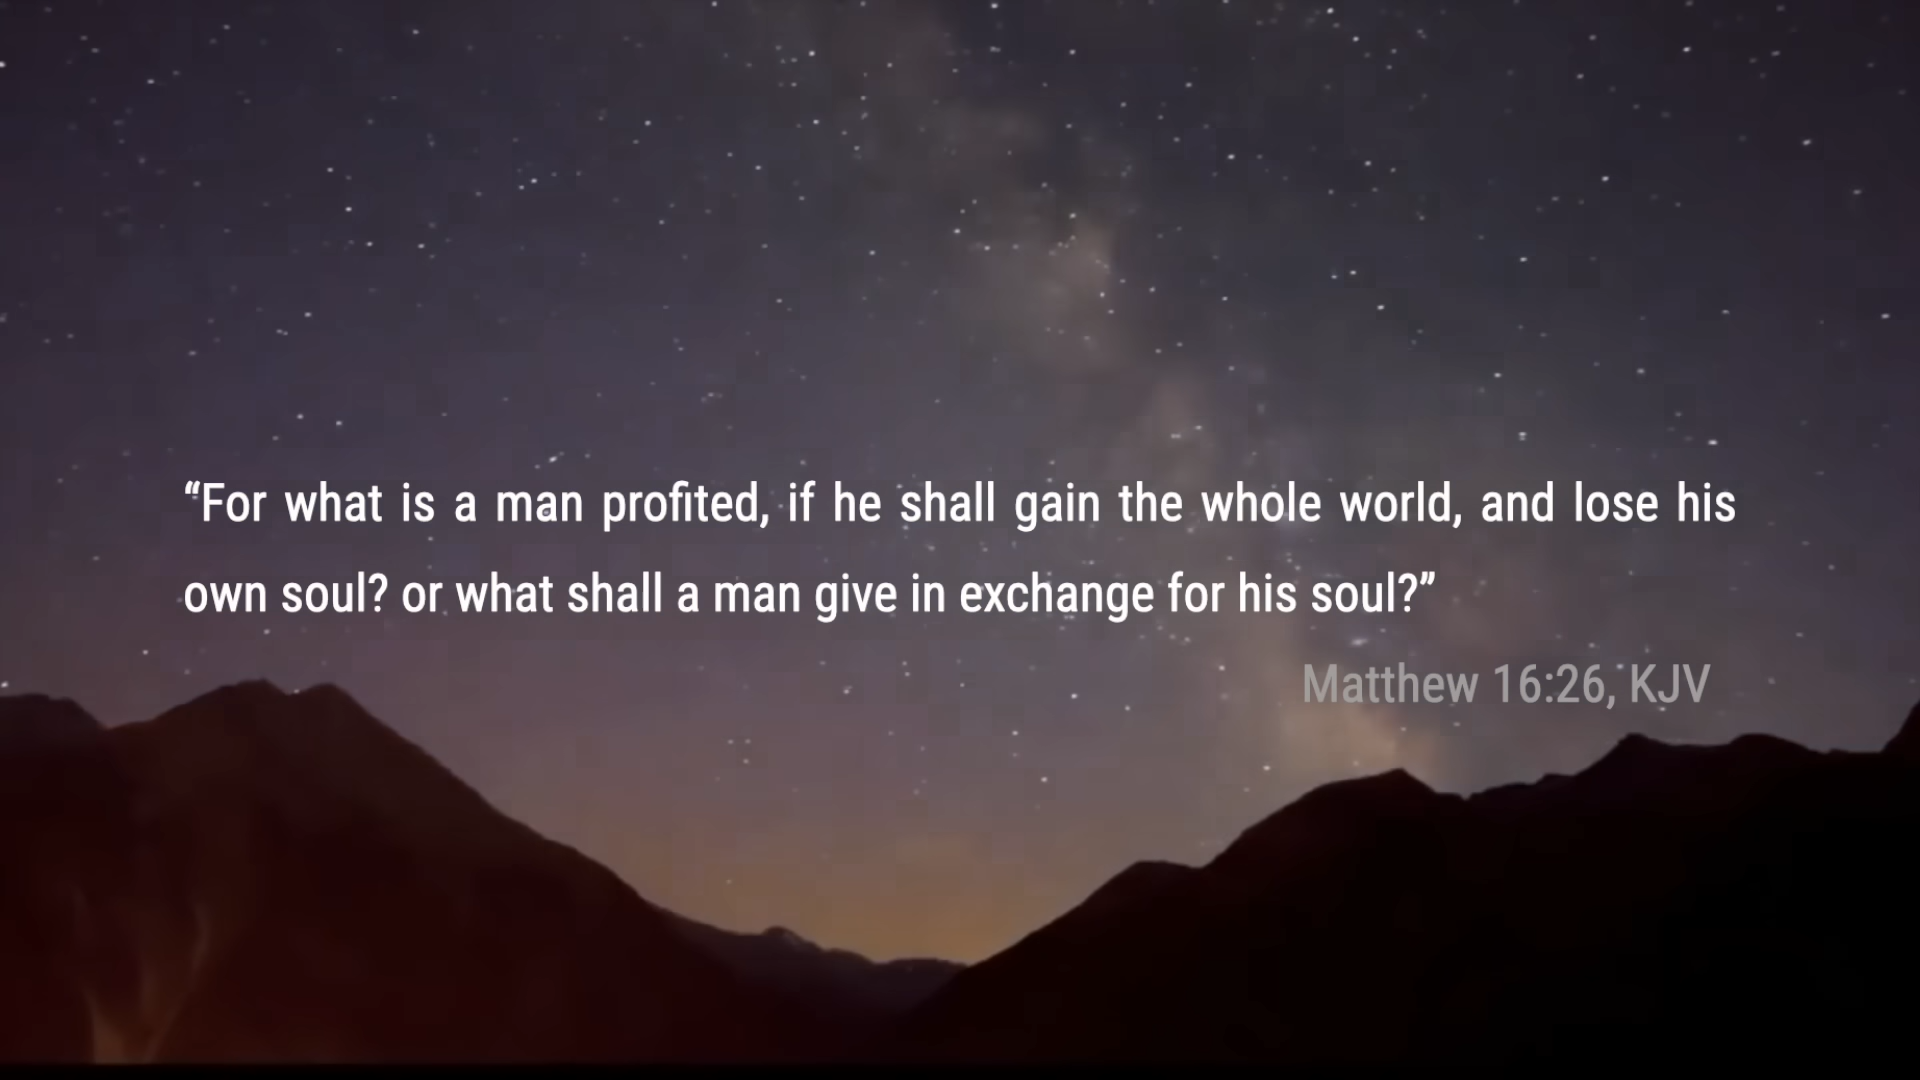 “For what is a man profited, if he shall gain the whole world, and lose his
own soul? or what shall a man give in exchange for his soul?”
Matthew 16:26, KJV